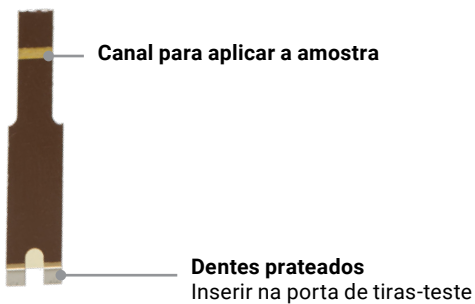 Canal para aplicar a amostra
Dentes prateados
Inserir na porta de tiras-teste